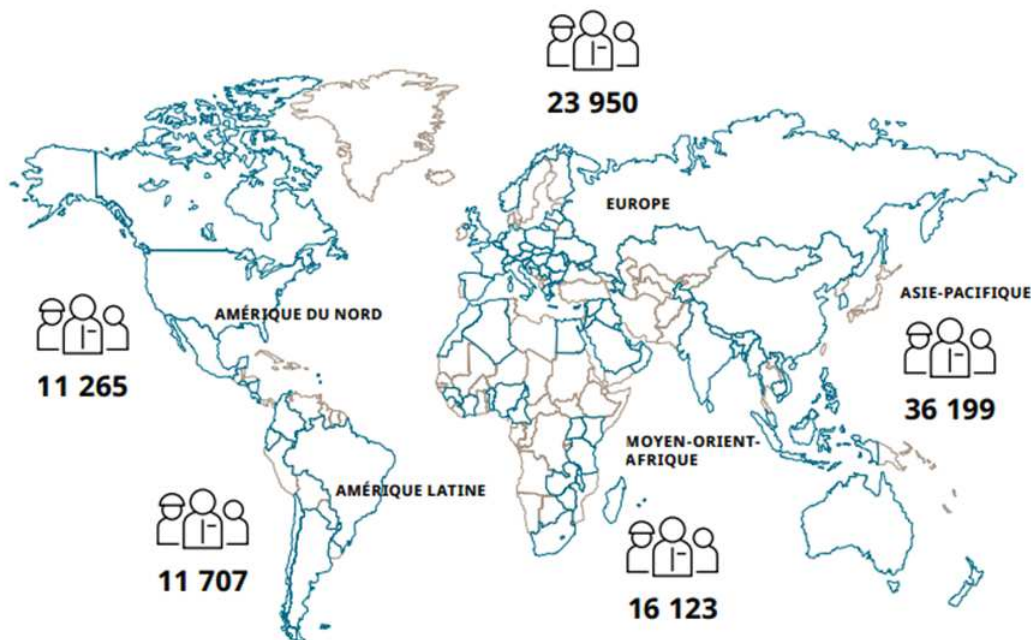 23 950
EUROPE
ASIE-PACIFIQUE
AMÉRIQUE DU NORD
11 265
36 199
MOYEN-ORIENT-
AFRIQUE
AMÉRIQUE LATINE
11 707
16 123